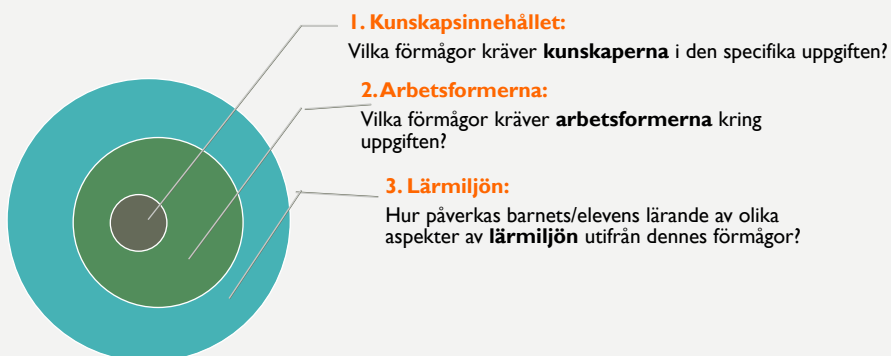 1. Kunskapsinnehållet:
Vilka förmågor kräver kunskaperna i den specifika uppgiften?
2. Arbetsformerna:
Vilka förmågor kräver arbetsformerna kring
uppgiften?
3. Lärmiljön:
Hur påverkas barnets/elevens lärande av olika
aspekter av lärmiljön utifrån dennes förmågor?